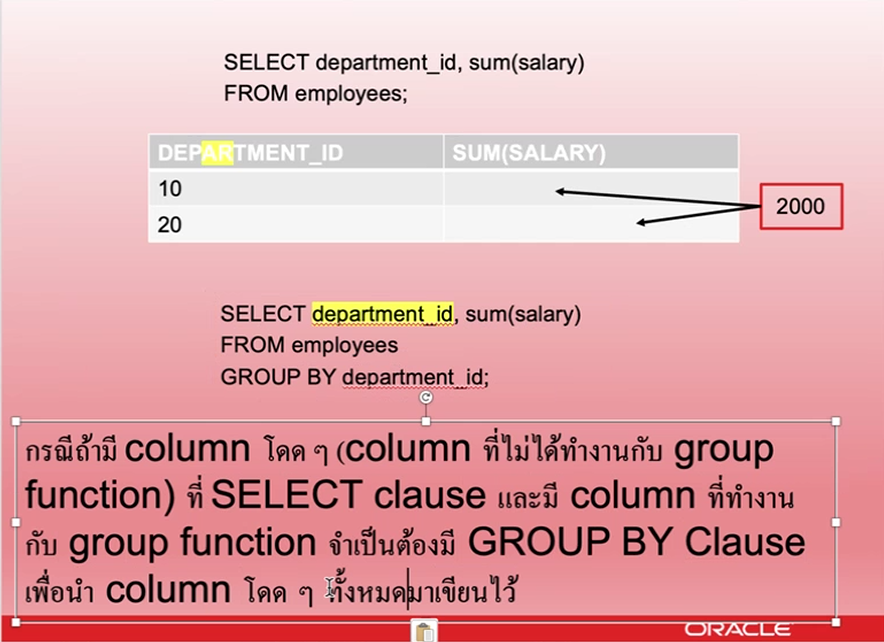 SELECT department_id, sum(salary)
FROM employees;
DEPARTMENT_ID SUM(SALARY)
10
2000
20
SELECT department_id, sum(salary)
FROM employees
GROUP BY department_id;
กรณีถ้ามี column โดด ๆ (column ที่ไม่ได้ทำงานกับ group
function) ที่ SELECT clause และมี column ที่ทำงาน
กับ group function จำเป็นต้องมี GROUP BY Clause
เพื่อนำ column โดด ๆ ทั้งหมดมาเขียนไว้
ORACLE